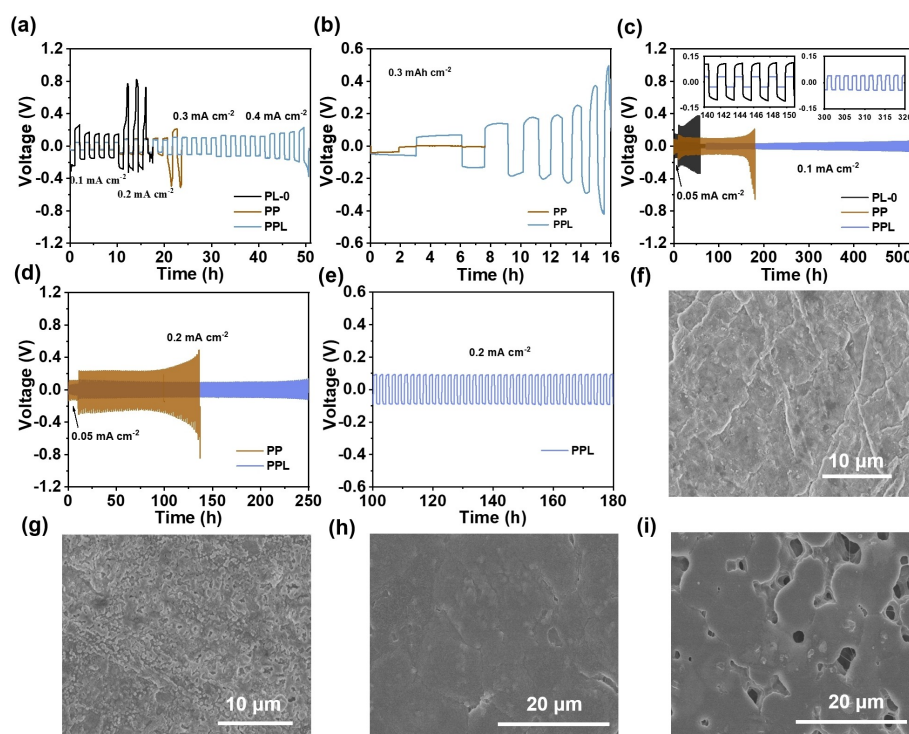 (a)
1.2
0.8
0.4
0.0
-0.4
-0.8
-1.2
Voltage (V)
0.3 mA cm-2
0.4 mA cm-2
0.1 mA cm-2
0.2 mA cm-2
PL-0
PP
PPL
0 10 20 30 40 50
Time (h)
(b)
0.6
0.4
0.2
0.0
-0.2
-0.4
-0.6
Voltage (V)
0.3 mAh cm-2
PP
PPL
0 2 4 6 8 10 12 14 16
Time (h)
(c)
1.2
0.8
0.4
0.0
-0.4
-0.8
-1.2
Voltage (V)
0.15
0.00
-0.15
140 142 144 146 148 150
0.15
0.00
-0.15
300 305 310 315 320
0.1 mA cm-2
0.05 mA cm-2
PL-0
PP
PPL
0 100 200 300 400 500
Time (h)
(d)
1.2
0.8
0.4
0.0
-0.4
-0.8
-1.2
Voltage (V)
0.2 mA cm-2
0.05 mA cm-2
PP
PPL
0 50 100 150 200 250
Time (h)
(e)
0.6
0.4
0.2
0.0
-0.2
-0.4
-0.6
Voltage (V)
0.2 mA cm-2
PPL
100 120 140 160 180
Time (h)
(f)
10 μm
(g)
10 μm
(h)
20 μm
(i)
20 μm